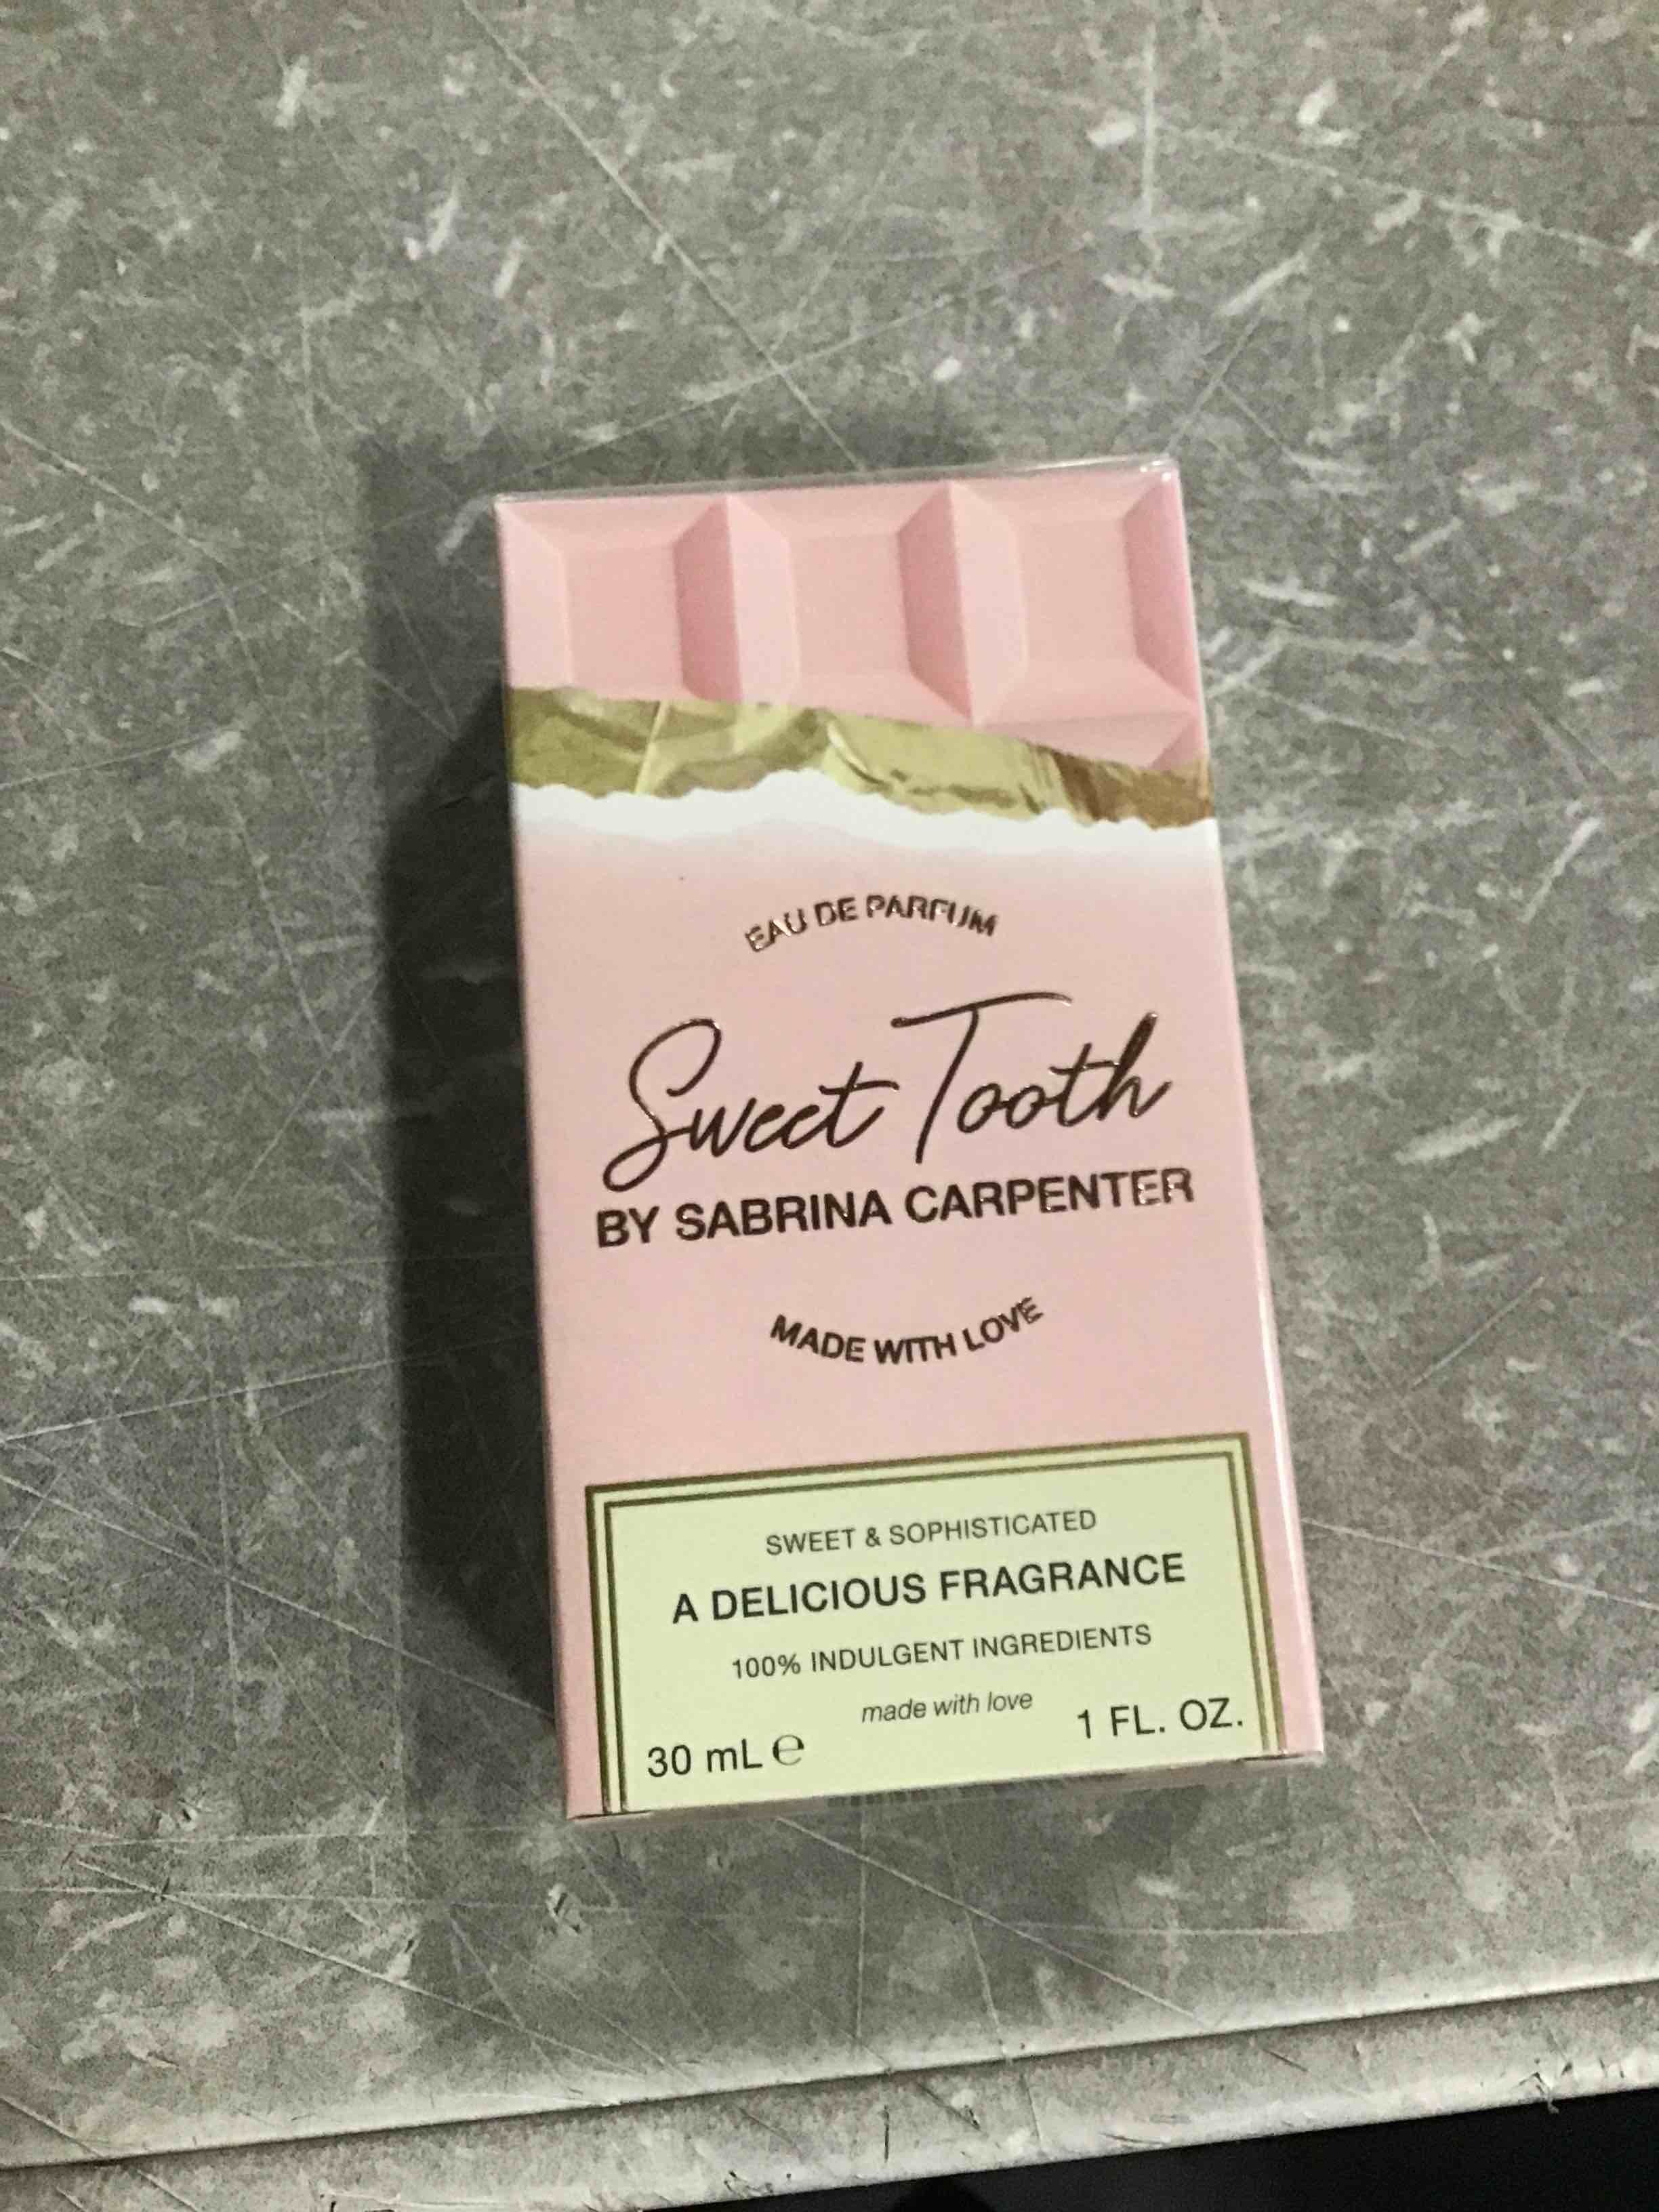 EAU DE PARFUM
Sweet Tooth
BY SABRINA CARPENTER
MADE WITH LOVE
SWEET & SOPHISTICATED
A DELICIOUS FRAGRANCE
100% INDULGENT INGREDIENTS
made with love
30 mL ℮ 1 FL. OZ.